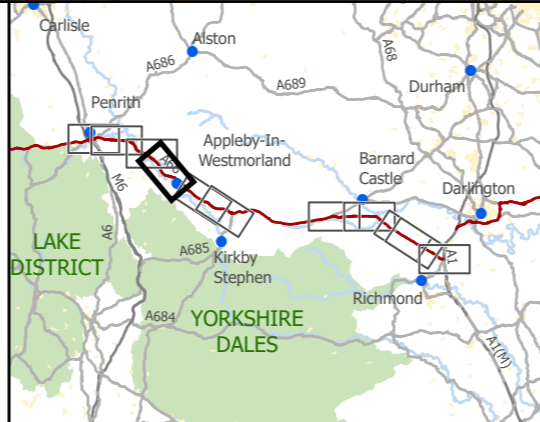 Carlisle
Alston
A68
A686
A689
Durham
Penrith
Appleby-In-
Westmorland
Barnard
Castle
Darlington
A66
M6
A6
LAKE
DISTRICT
A685
Kirkby
Stephen
A1
Richmond
A684
YORKSHIRE
DALES
A1(M)